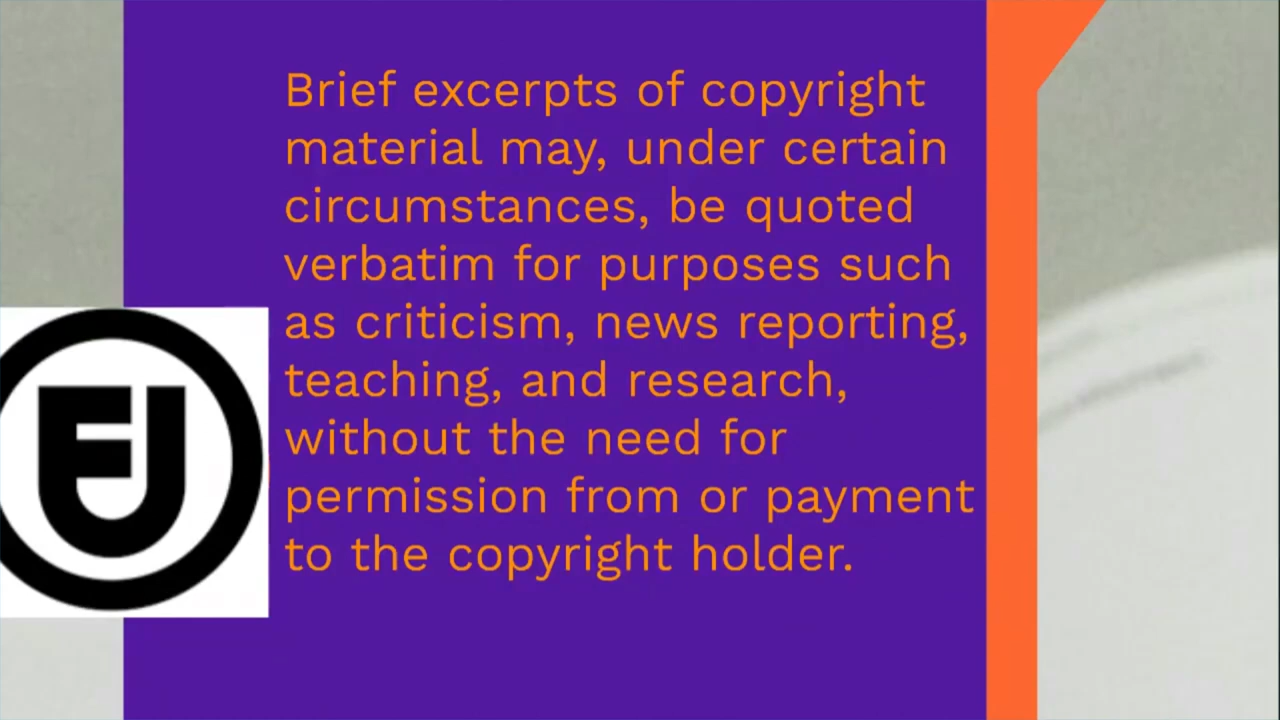 Brief excerpts of copyright
material may, under certain
circumstances, be quoted
verbatim for purposes such
as criticism, news reporting,
teaching, and research,
without the need for
permission from or payment
to the copyright holder.
FU